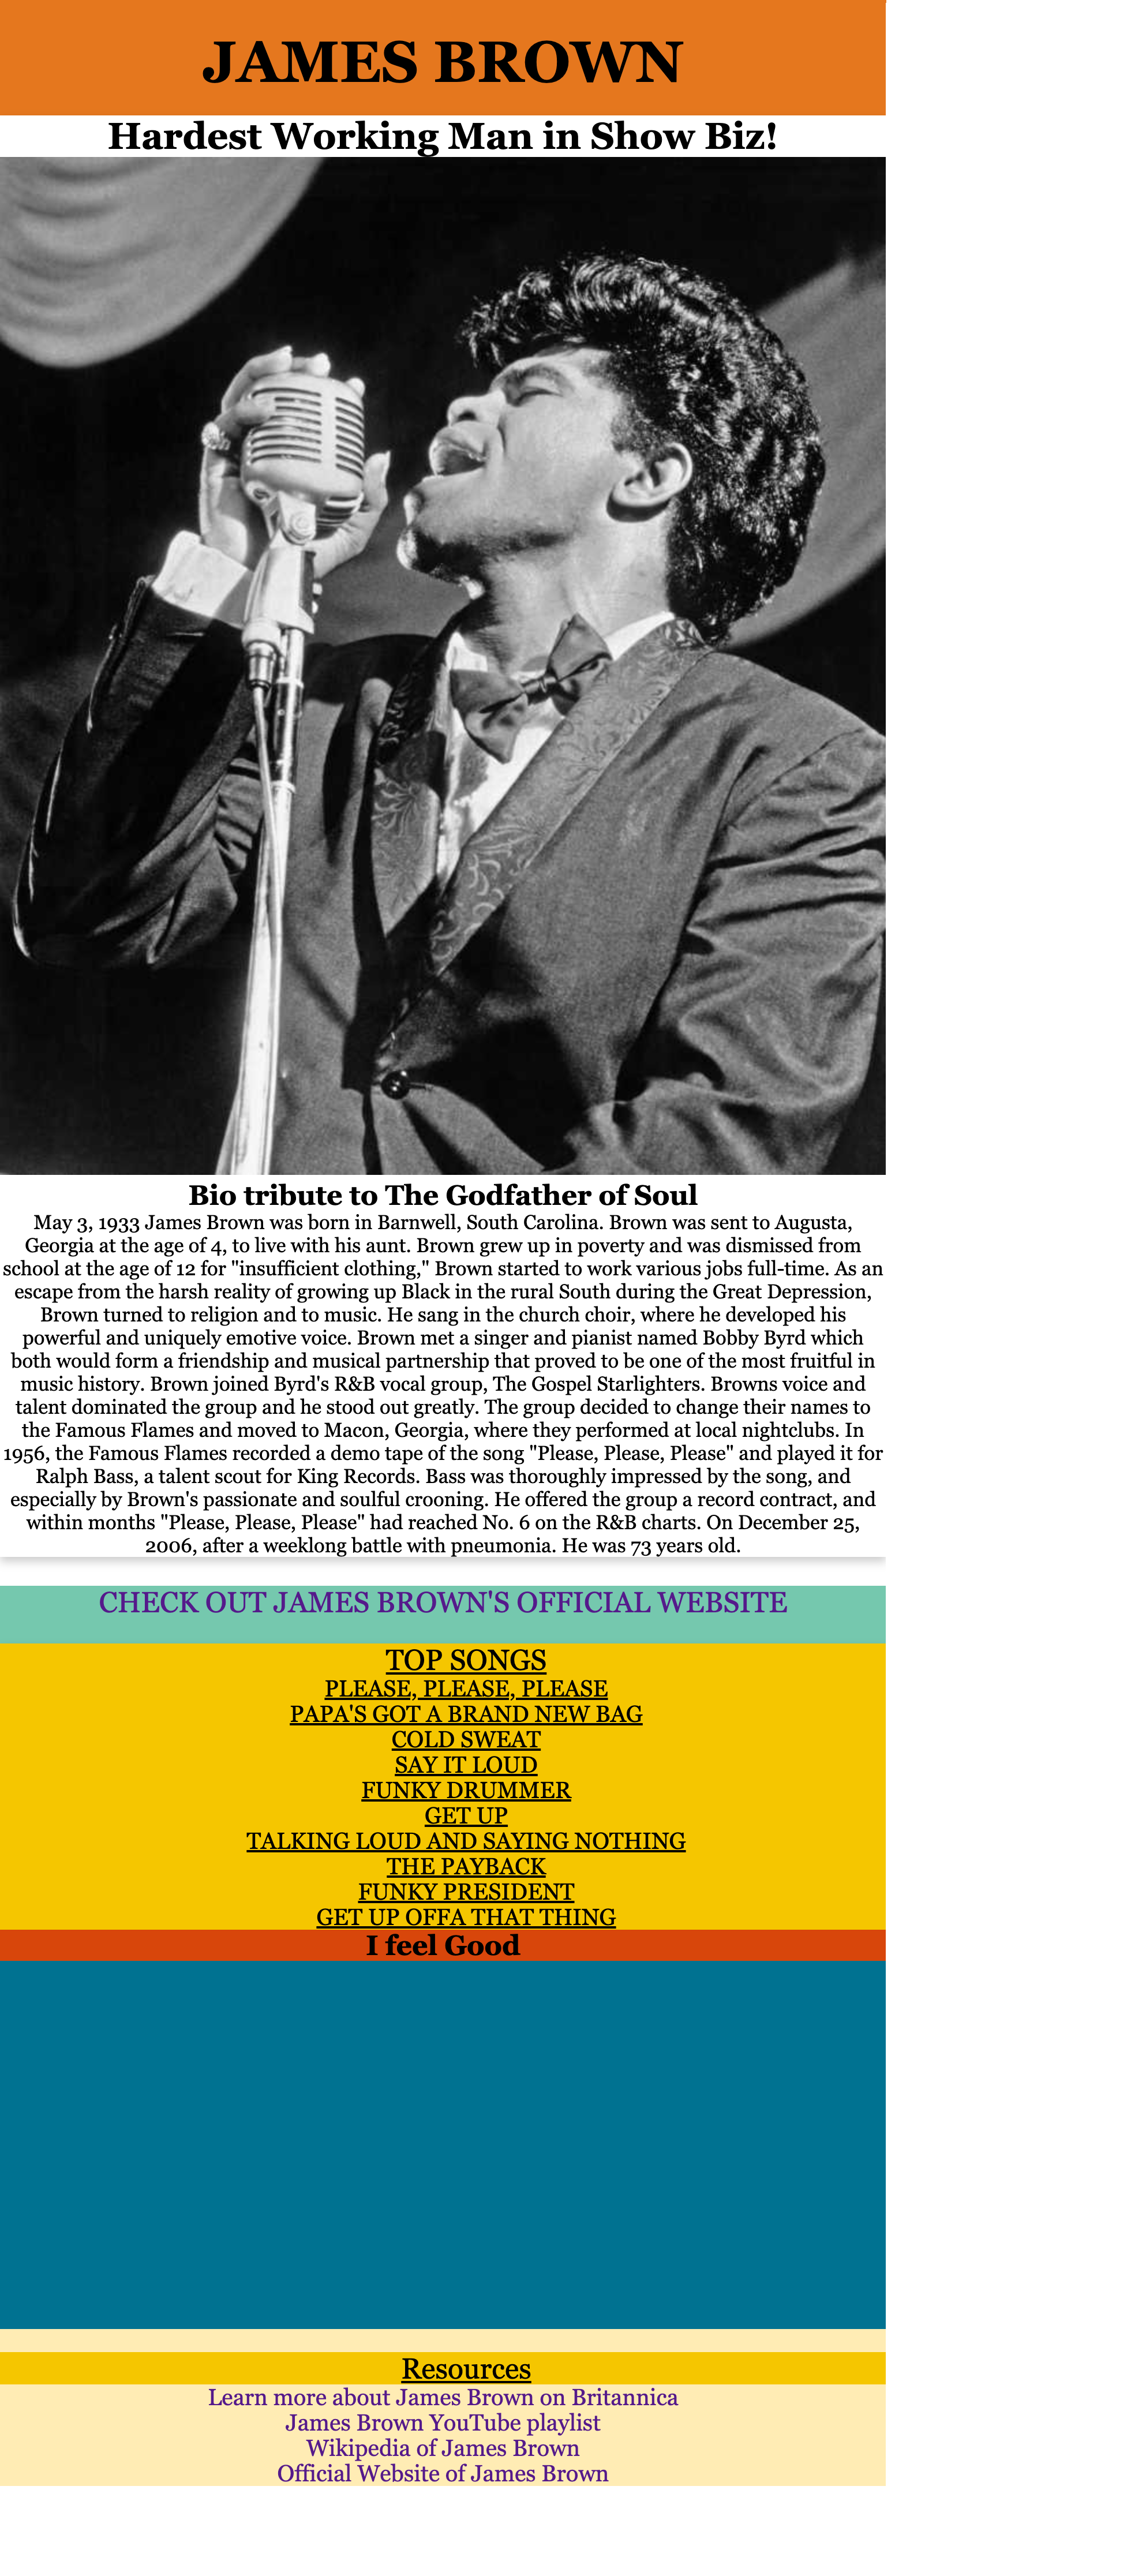 JAMES BROWN
Hardest Working Man in Show Biz!
Bio tribute to The Godfather of Soul
May 3, 1933 James Brown was born in Barnwell, South Carolina. Brown was sent to Augusta,
Georgia at the age of 4, to live with his aunt. Brown grew up in poverty and was dismissed from
school at the age of 12 for "insufficient clothing," Brown started to work various jobs full-time. As an
escape from the harsh reality of growing up Black in the rural South during the Great Depression,
Brown turned to religion and to music. He sang in the church choir, where he developed his
powerful and uniquely emotive voice. Brown met a singer and pianist named Bobby Byrd which
both would form a friendship and musical partnership that proved to be one of the most fruitful in
music history. Brown joined Byrd's R&B vocal group, The Gospel Starlighters. Browns voice and
talent dominated the group and he stood out greatly. The group decided to change their names to
the Famous Flames and moved to Macon, Georgia, where they performed at local nightclubs. In
1956, the Famous Flames recorded a demo tape of the song "Please, Please, Please" and played it for
Ralph Bass, a talent scout for King Records. Bass was thoroughly impressed by the song, and
especially by Brown's passionate and soulful crooning. He offered the group a record contract, and
within months "Please, Please, Please" had reached No. 6 on the R&B charts. On December 25,
2006, after a weeklong battle with pneumonia. He was 73 years old.
CHECK OUT JAMES BROWN'S OFFICIAL WEBSITE
TOP SONGS
PLEASE, PLEASE, PLEASE
PAPA'S GOT A BRAND NEW BAG
COLD SWEAT
SAY IT LOUD
FUNKY DRUMMER
GET UP
TALKING LOUD AND SAYING NOTHING
THE PAYBACK
FUNKY PRESIDENT
GET UP OFFA THAT THING
I feel Good
Resources
Learn more about James Brown on Britannica
James Brown YouTube playlist
Wikipedia of James Brown
Official Website of James Brown